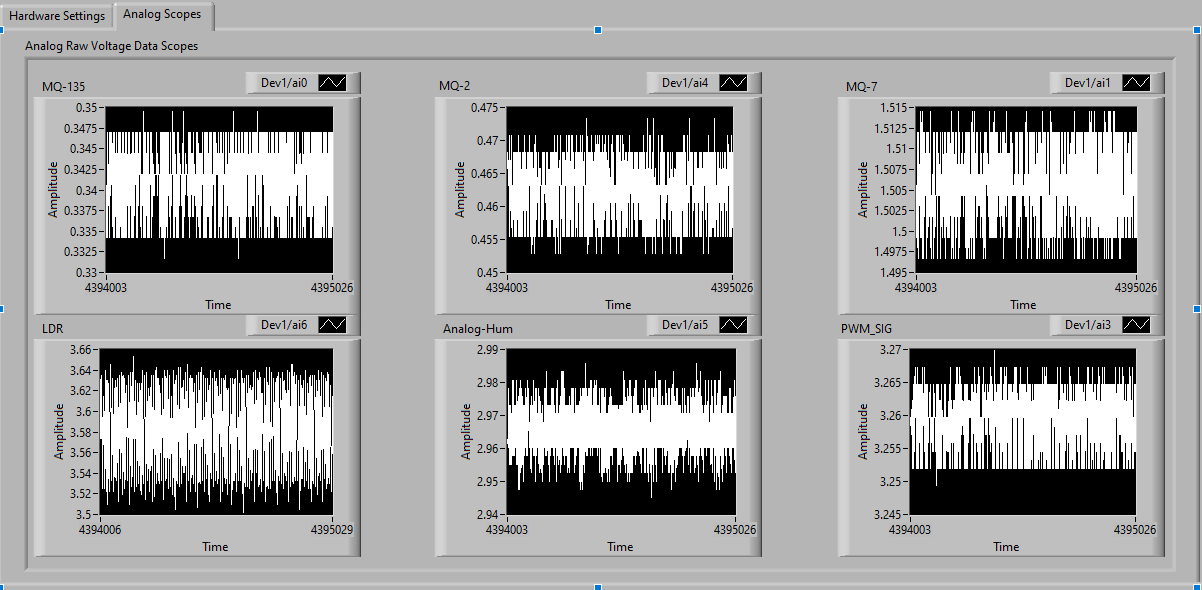 Hardware Settings
Analog Scopes
Analog Raw Voltage Data Scopes
MQ-135
Dev1/ai0
0.35
0.3475
0.345
0.3425
0.34
0.3375
0.335
0.3325
0.33
Amplitude
4394003
4395026
Time
MQ-2
Dev1/ai4
0.475
0.47
0.465
0.46
0.455
0.45
Amplitude
4394003
4395026
Time
MQ-7
Dev1/ai1
1.515
1.5125
1.51
1.5075
1.505
1.5025
1.5
1.4975
1.495
Amplitude
4394003
4395026
Time
LDR
Dev1/ai6
3.66
3.64
3.62
3.6
3.58
3.56
3.54
3.52
3.5
Amplitude
4394006
4395029
Time
Analog-Hum
Dev1/ai5
2.99
2.98
2.97
2.96
2.95
2.94
Amplitude
4394003
4395026
Time
PWM_SIG
Dev1/ai3
3.27
3.265
3.26
3.255
3.25
3.245
Amplitude
4394003
4395026
Time